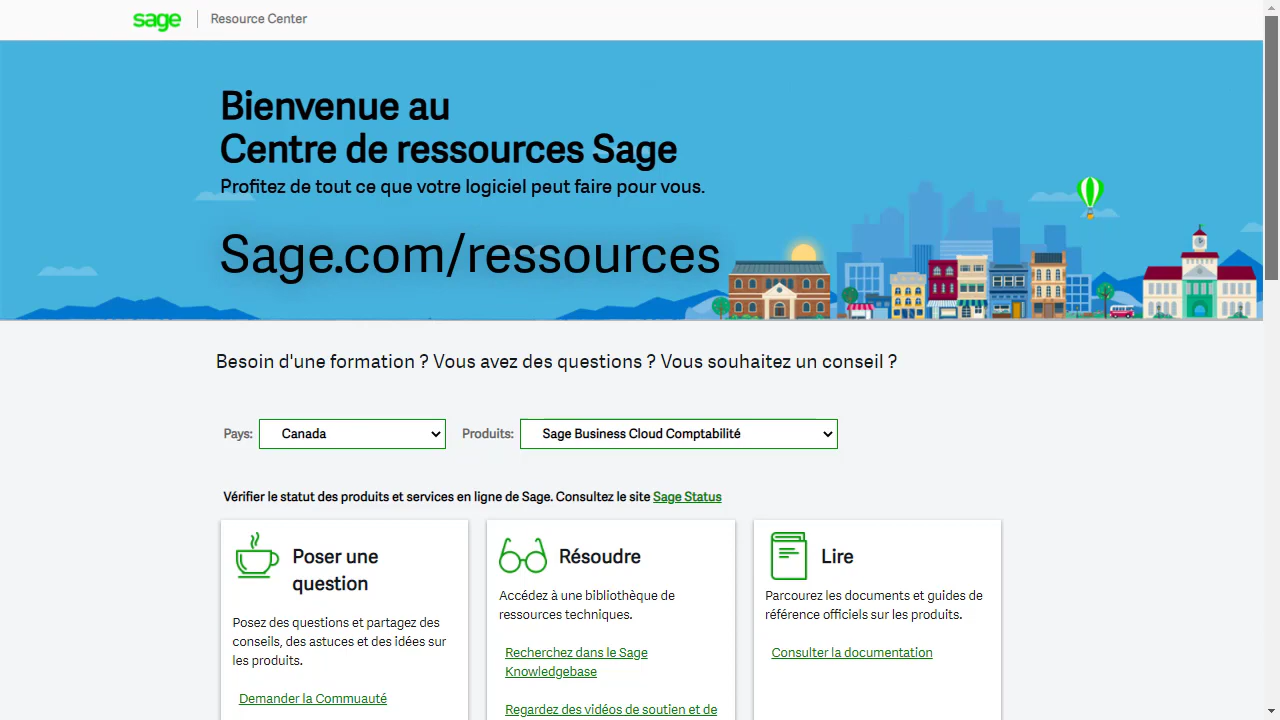 sage
Resource Center
Bienvenue au
Centre de ressources Sage
Profitez de tout ce que votre logiciel peut faire pour vous.
Sage.com/ressources
Besoin d'une formation ? Vous avez des questions ? Vous souhaitez un conseil ?
Pays: Canada Produits: Sage Business Cloud Comptabilité
Vérifier le statut des produits et services en ligne de Sage. Consultez le site Sage Status
Poser une
question
Posez des questions et partagez des
conseils, des astuces et des idées sur
les produits.
Demander la Commuauté
Résoudre
Accédez à une bibliothèque de
ressources techniques.
Recherchez dans le Sage
Knowledgebase
Regardez des vidéos de soutien et de
Lire
Parcourez les documents et guides de
référence officiels sur les produits.
Consulter la documentation